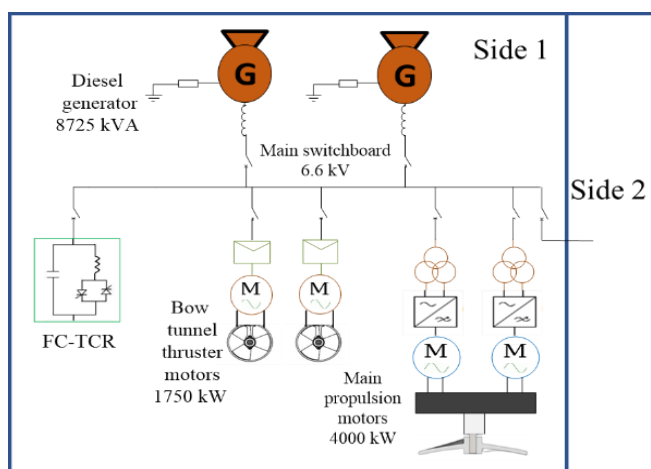 Side 1
G
G
Diesel
generator
8725 kVA
Main switchboard
6.6 kV
Side 2
M
M
FC-TCR
Bow
tunnel
thruster
motors
1750 kW
M
M
Main
propulsion
motors
4000 kW